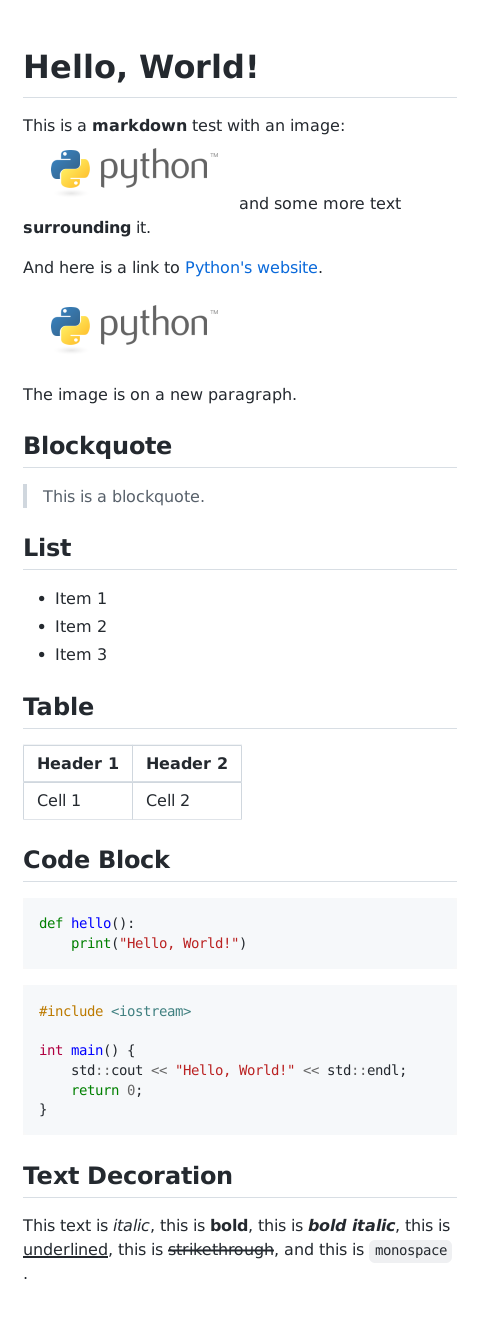 Hello, World!
This is a markdown test with an image:
python™
and some more text
surrounding it.
And here is a link to Python's website.
python™
The image is on a new paragraph.
Blockquote
This is a blockquote.
List
• Item 1
• Item 2
• Item 3
Table
Header 1 Header 2
Cell 1 Cell 2
Code Block
def hello():
    print("Hello, World!")
#include <iostream>
int main() {
    std::cout << "Hello, World!" << std::endl;
    return 0;
}
Text Decoration
This text is italic, this is bold, this is bold italic, this is
underlined, this is strikethrough, and this is monospace
.